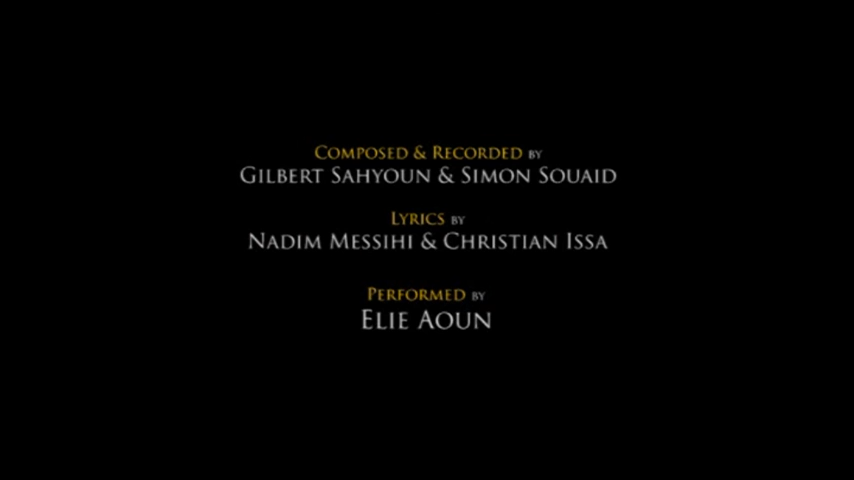 Composed & Recorded by
Gilbert Sahyoun & Simon Souaid
Lyrics by
Nadim Messihi & Christian Issa
Performed by
Elie Aoun